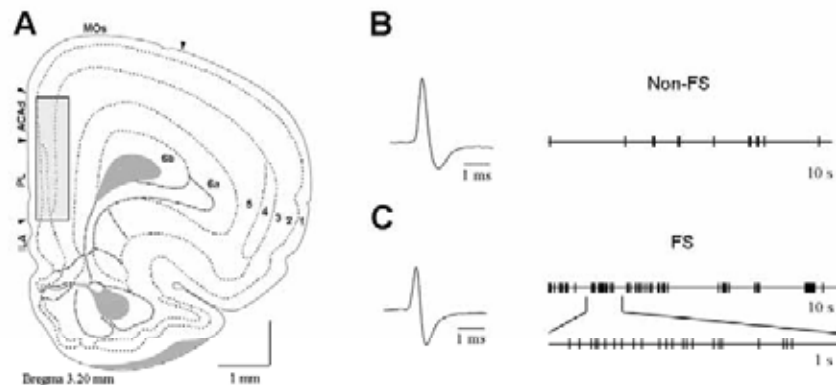 A
MOs
ACAd
PL
ILA
6b
6a
5
4
3
2
1
Bregma 3.20 mm
1 mm
B
Non-FS
1 ms
10 s
C
FS
1 ms
10 s
1 s